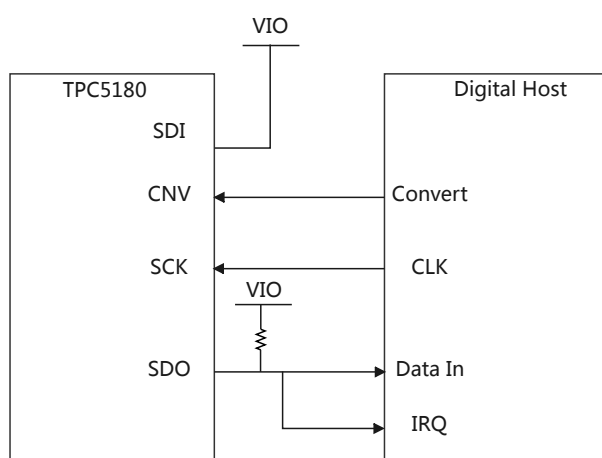 VIO
TPC5180
Digital Host
SDI
CNV
Convert
SCK
CLK
VIO
SDO
Data In
IRQ